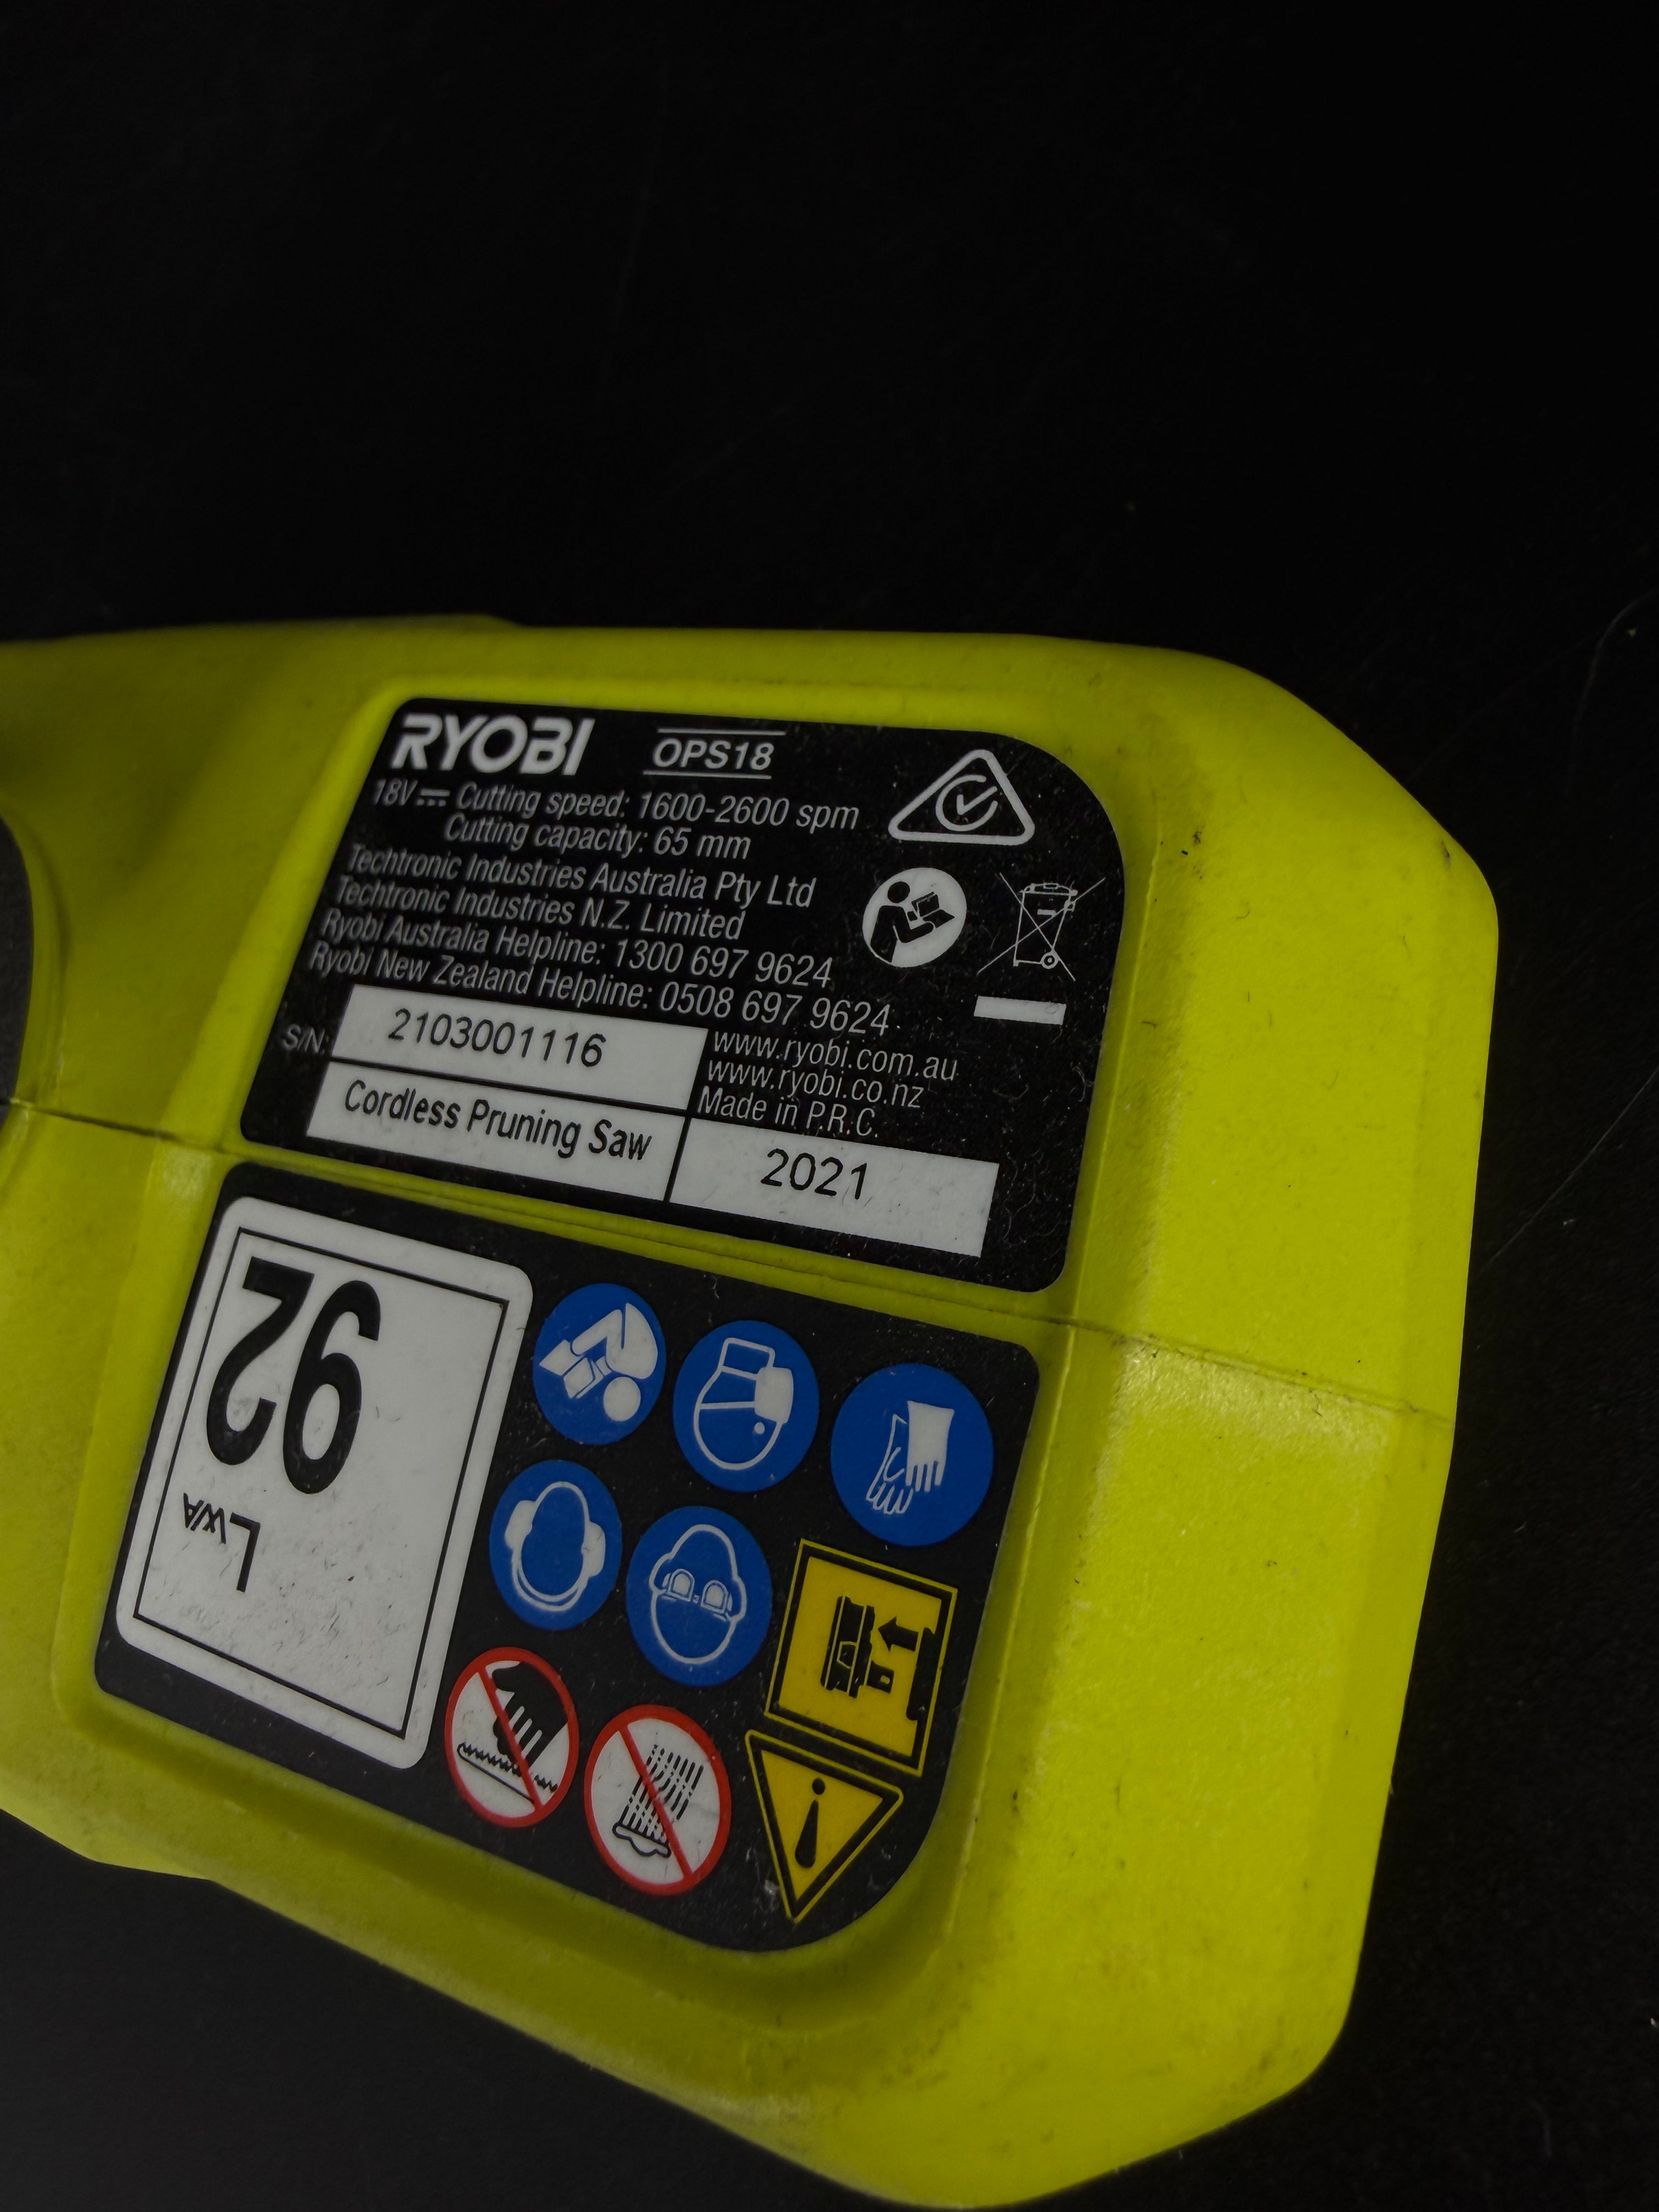 RYOBI OPS18
18V Cutting speed: 1600-2600 spm
Cutting capacity: 65 mm
Techtronic Industries Australia Pty Ltd
Techtronic Industries N.Z. Limited
Ryobi Australia Helpline: 1300 697 9624
Ryobi New Zealand Helpline: 0508 697 9624
S/N: 2103001116
www.ryobi.com.au
www.ryobi.co.nz
Made in P.R.C.
Cordless Pruning Saw
2021
LWA
92